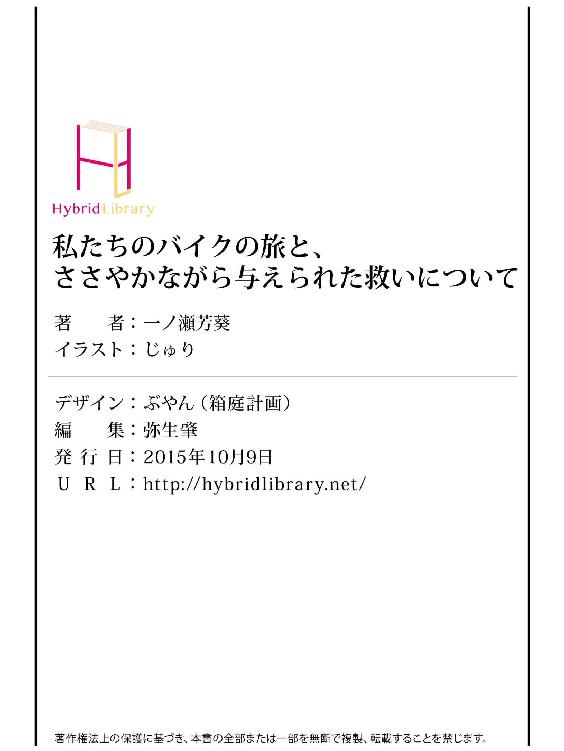 HybridLibrary
私たちのバイクの旅と、
ささやかながら与えられた救いについて
著　　者：一ノ瀬芳葵
イラスト：じゅり
デザイン：ぶやん（箱庭計画）
編　　集：弥生肇
発 行 日：2015年10月9日
U R L：http://hybridlibrary.net/
著作権法上の保護に基づき、本書の全部または一部を無断で複製、転載することを禁じます。